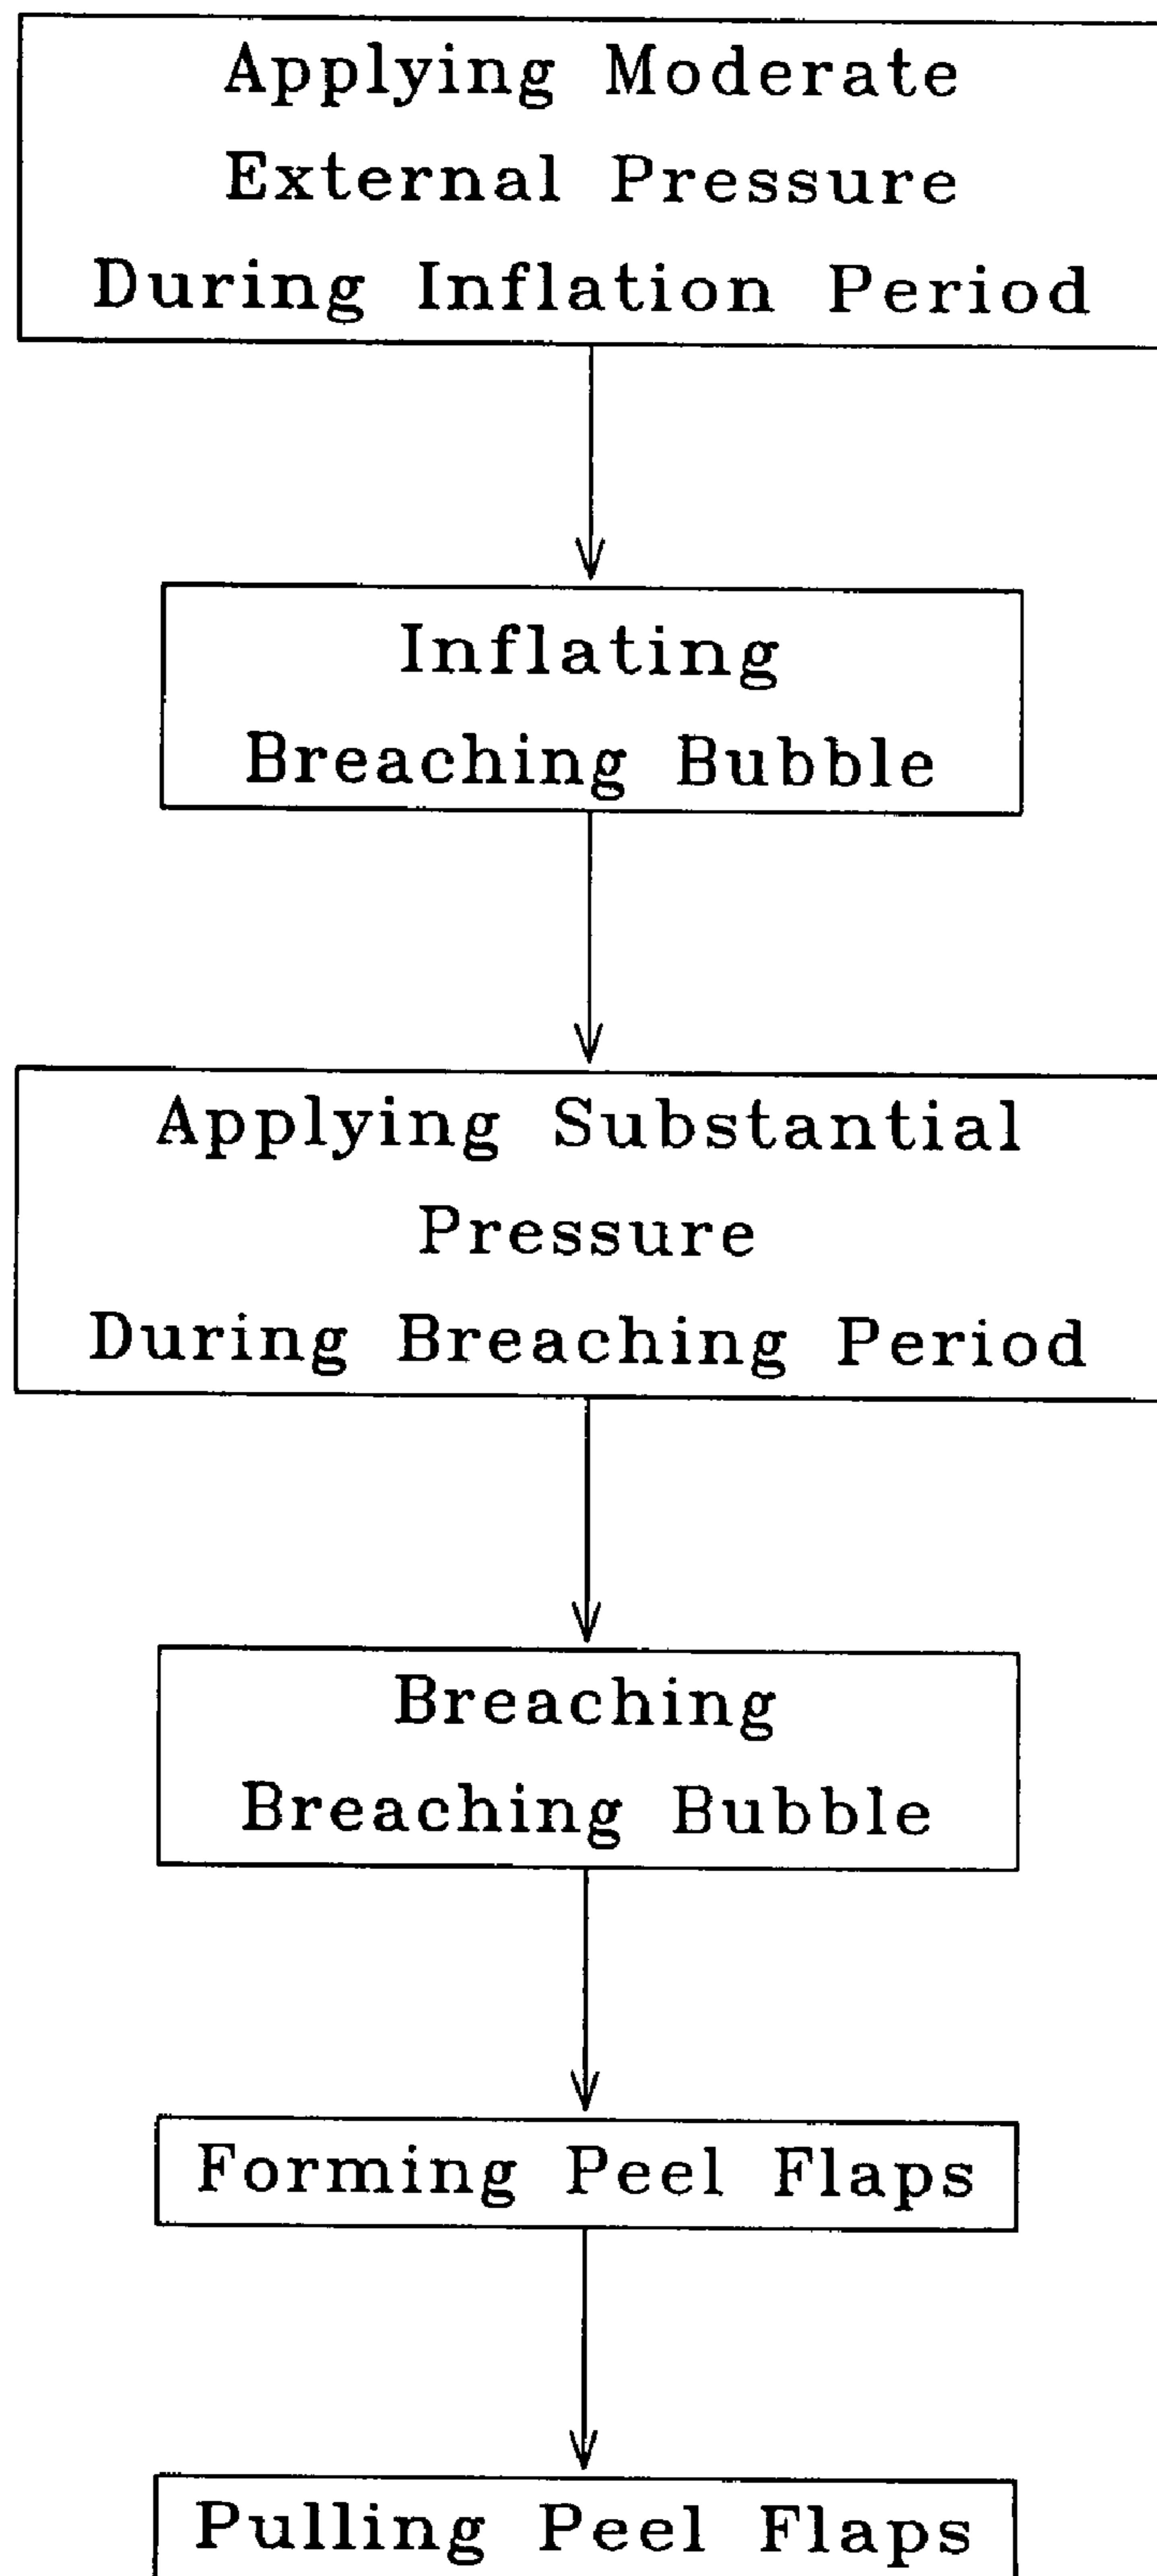 Applying Moderate
External Pressure
During Inflation Period
Inflating
Breaching Bubble
Applying Substantial
Pressure
During Breaching Period
Breaching
Breaching Bubble
Forming Peel Flaps
Pulling Peel Flaps